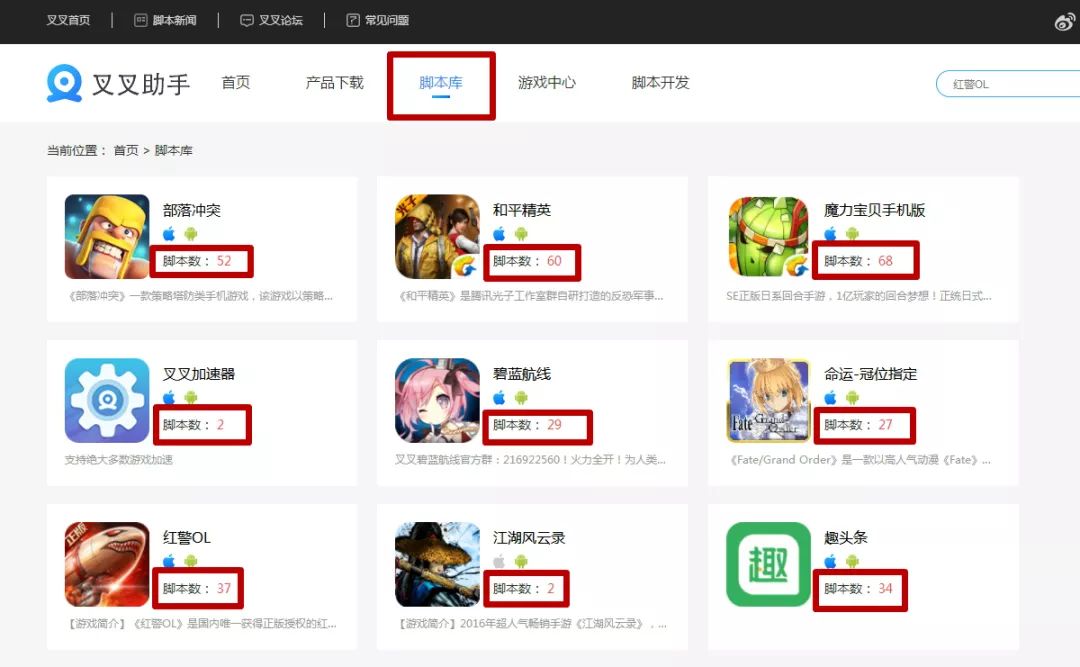 叉叉首页 脚本新闻 叉叉论坛 常见问题
叉叉助手 首页 产品下载 脚本库 游戏中心 脚本开发 红警OL
当前位置： 首页 > 脚本库
部落冲突
脚本数： 52
《部落冲突》一款策略塔防类手机游戏，该游戏以策略...
光子
和平精英
脚本数： 60
《和平精英》是腾讯光子工作室群自研打造的反恐军事...
魔力宝贝手机版
脚本数： 68
SE正版日系回合手游，1亿玩家的回合梦想！正统日式...
叉叉加速器
脚本数： 2
支持绝大多数游戏加速
碧蓝航线
脚本数： 29
叉叉碧蓝航线官方群：216922560！火力全开！为人类...
Fate
Grand Order
命运-冠位指定
脚本数： 27
《Fate/Grand Order》是一款以高人气动漫《Fate》...
正版
红警OL
脚本数： 37
【游戏简介】《红警OL》是国内唯一获得正版授权的红...
江湖风云录
脚本数： 2
【游戏简介】2016年超人气畅销手游《江湖风云录》，...
趣
趣头条
脚本数： 34